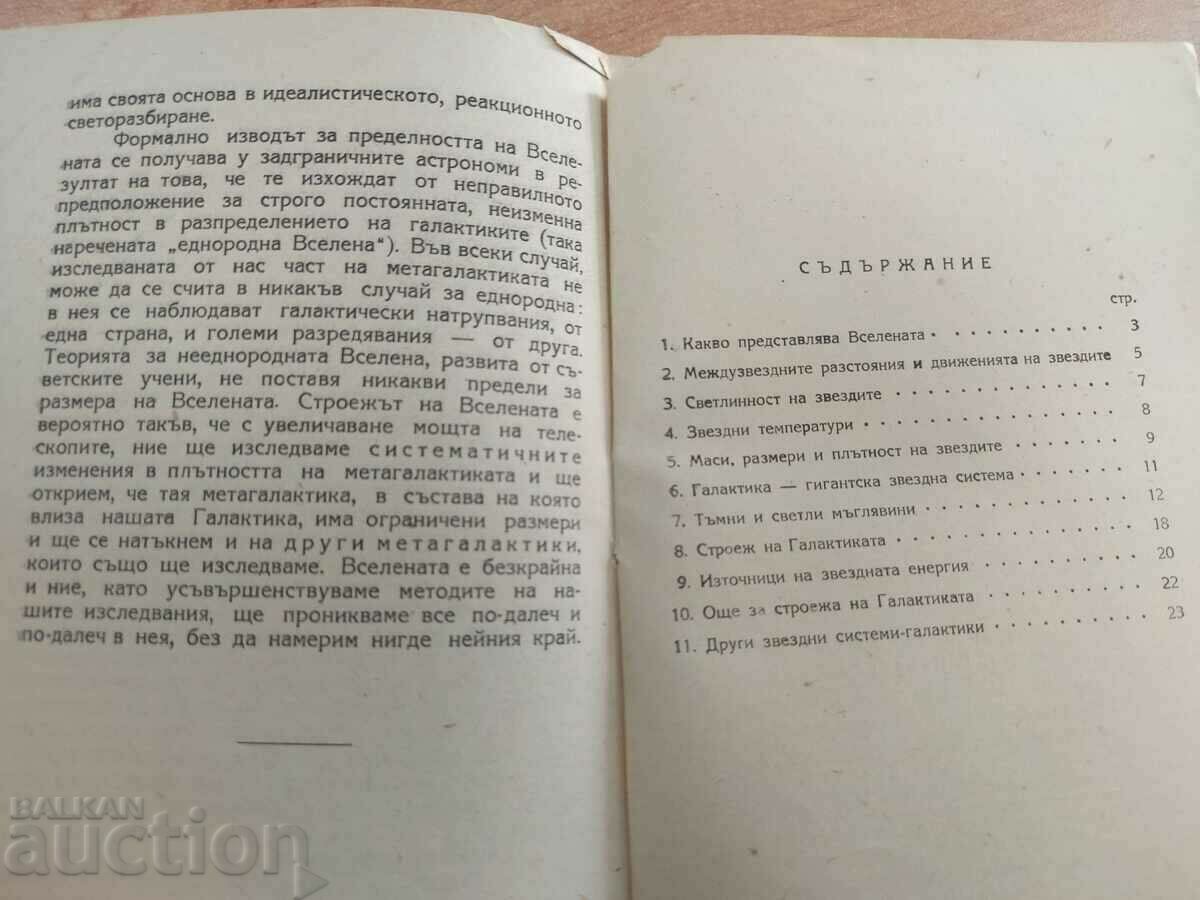 има своята основа в идеалистическото, реакционното
светоразбиране.
Формално изводът за пределността на Вселе-
ната се получава у задграничните астрономи в ре-
зултат на това, че те изхождат от неправилното
предположение за строго постоянната, неизменна
плътност в разпределението на галактиките (така
наречената „еднородна Вселена“). Във всеки случай,
изследваната от нас част на метагалактиката не
може да се счита в никакъв случай за еднородна:
в нея се наблюдават галактически натрупвания, от
една страна, и големи разредявания — от друга.
Теорията за нееднородната Вселена, развита от съ-
ветските учени, не поставя никакви предели за
размера на Вселената. Строежът на Вселената е
вероятно такъв, че с увеличаване мощта на теле-
скопите, ние ще изследваме систематичните
изменения в плътността на метагалактиката и ще
открием, че тая метагалактика, в състава на която
влиза нашата Галактика, има ограничени размери
и ще се натъкнем и на други метагалактики,
които също ще изследваме. Вселената е безкрайна
и ние, като усъвършенствуваме методите на на-
шите изследвания, ще проникваме все по-далеч и
по-далеч в нея, без да намерим нигде нейния край.
СЪДЪРЖАНИЕ
стр.
1. Какво представлява Вселената · · · · · · · · · · 3
2. Междузвездните разстояния и движенията на звездите 5
3. Светлинност на звездите · · · · · · · · · · · · 7
4. Звездни температури · · · · · · · · · · · · · 8
5. Маси, размери и плътност на звездите · · · · · · · 9
6. Галактика — гигантска звездна система · · · · · · · 11
7. Тъмни и светли мъглявини · · · · · · · · · · · 12
8. Строеж на Галактиката · · · · · · · · · · · · 18
9. Източници на звездната енергия · · · · · · · · · 20
10. Още за строежа на Галактиката · · · · · · · · · 22
11. Други звездни системи-галактики · · · · · · · · · 23
BALKAN
auction